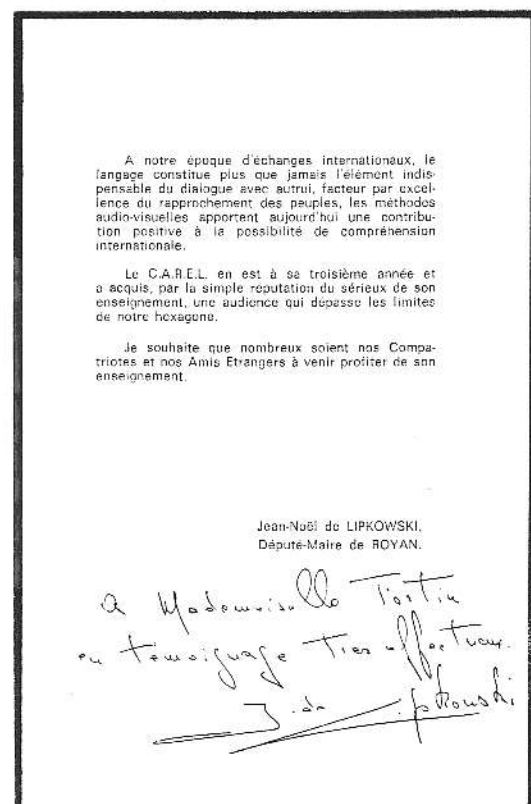 A notre époque d'échanges internationaux, le
langage constitue plus que jamais l'élément indis-
pensable du dialogue avec autrui, facteur par excel-
lence du rapprochement des peuples, les méthodes
audio-visuelles apportent aujourd'hui une contribu-
tion positive à la possibilité de compréhension
internationale.
Le C.A.R.E.L. en est à sa troisième année et
a acquis, par la simple réputation du sérieux de son
enseignement, une audience qui dépasse les limites
de notre hexagone.
Je souhaite que nombreux soient nos Compa-
triotes et nos Amis Etrangers à venir profiter de son
enseignement.
Jean-Noël de LIPKOWSKI,
Député-Maire de ROYAN.
A Mademoiselle
en témoignage très affectueux.
J. de Lipkowski